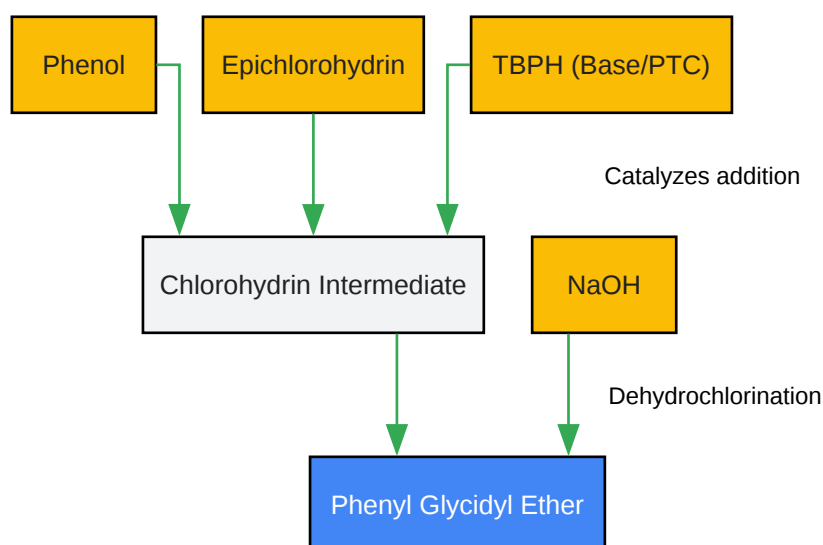 Phenol
Epichlorohydrin
TBPH (Base/PTC)
Catalyzes addition
Chlorohydrin Intermediate
NaOH
Dehydrochlorination
Phenyl Glycidyl Ether